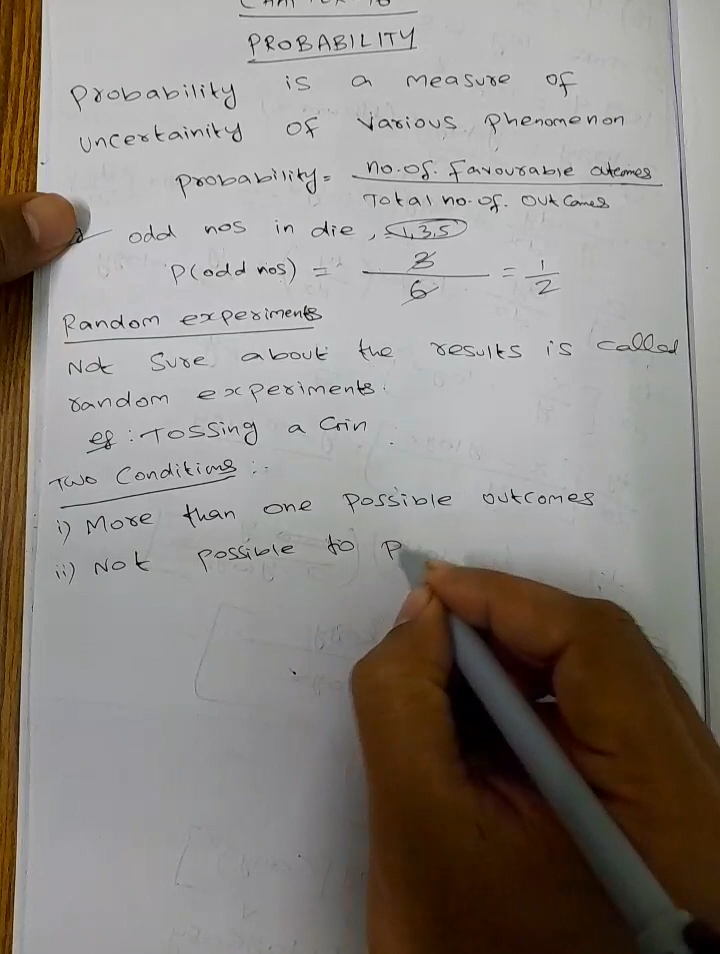 PROBABILITY
Probability is a measure of
uncertainity of various phenomenon
Probability = no. of. favourable outcomes
Total no. of. outcomes
odd nos in die, 1,3,5
P(odd nos) = 3/6 = 1/2
Random experiments
Not sure about the results is called
random experiments.
eg: Tossing a coin
Two Conditions :-
i) More than one possible outcomes
ii) Not possible to P